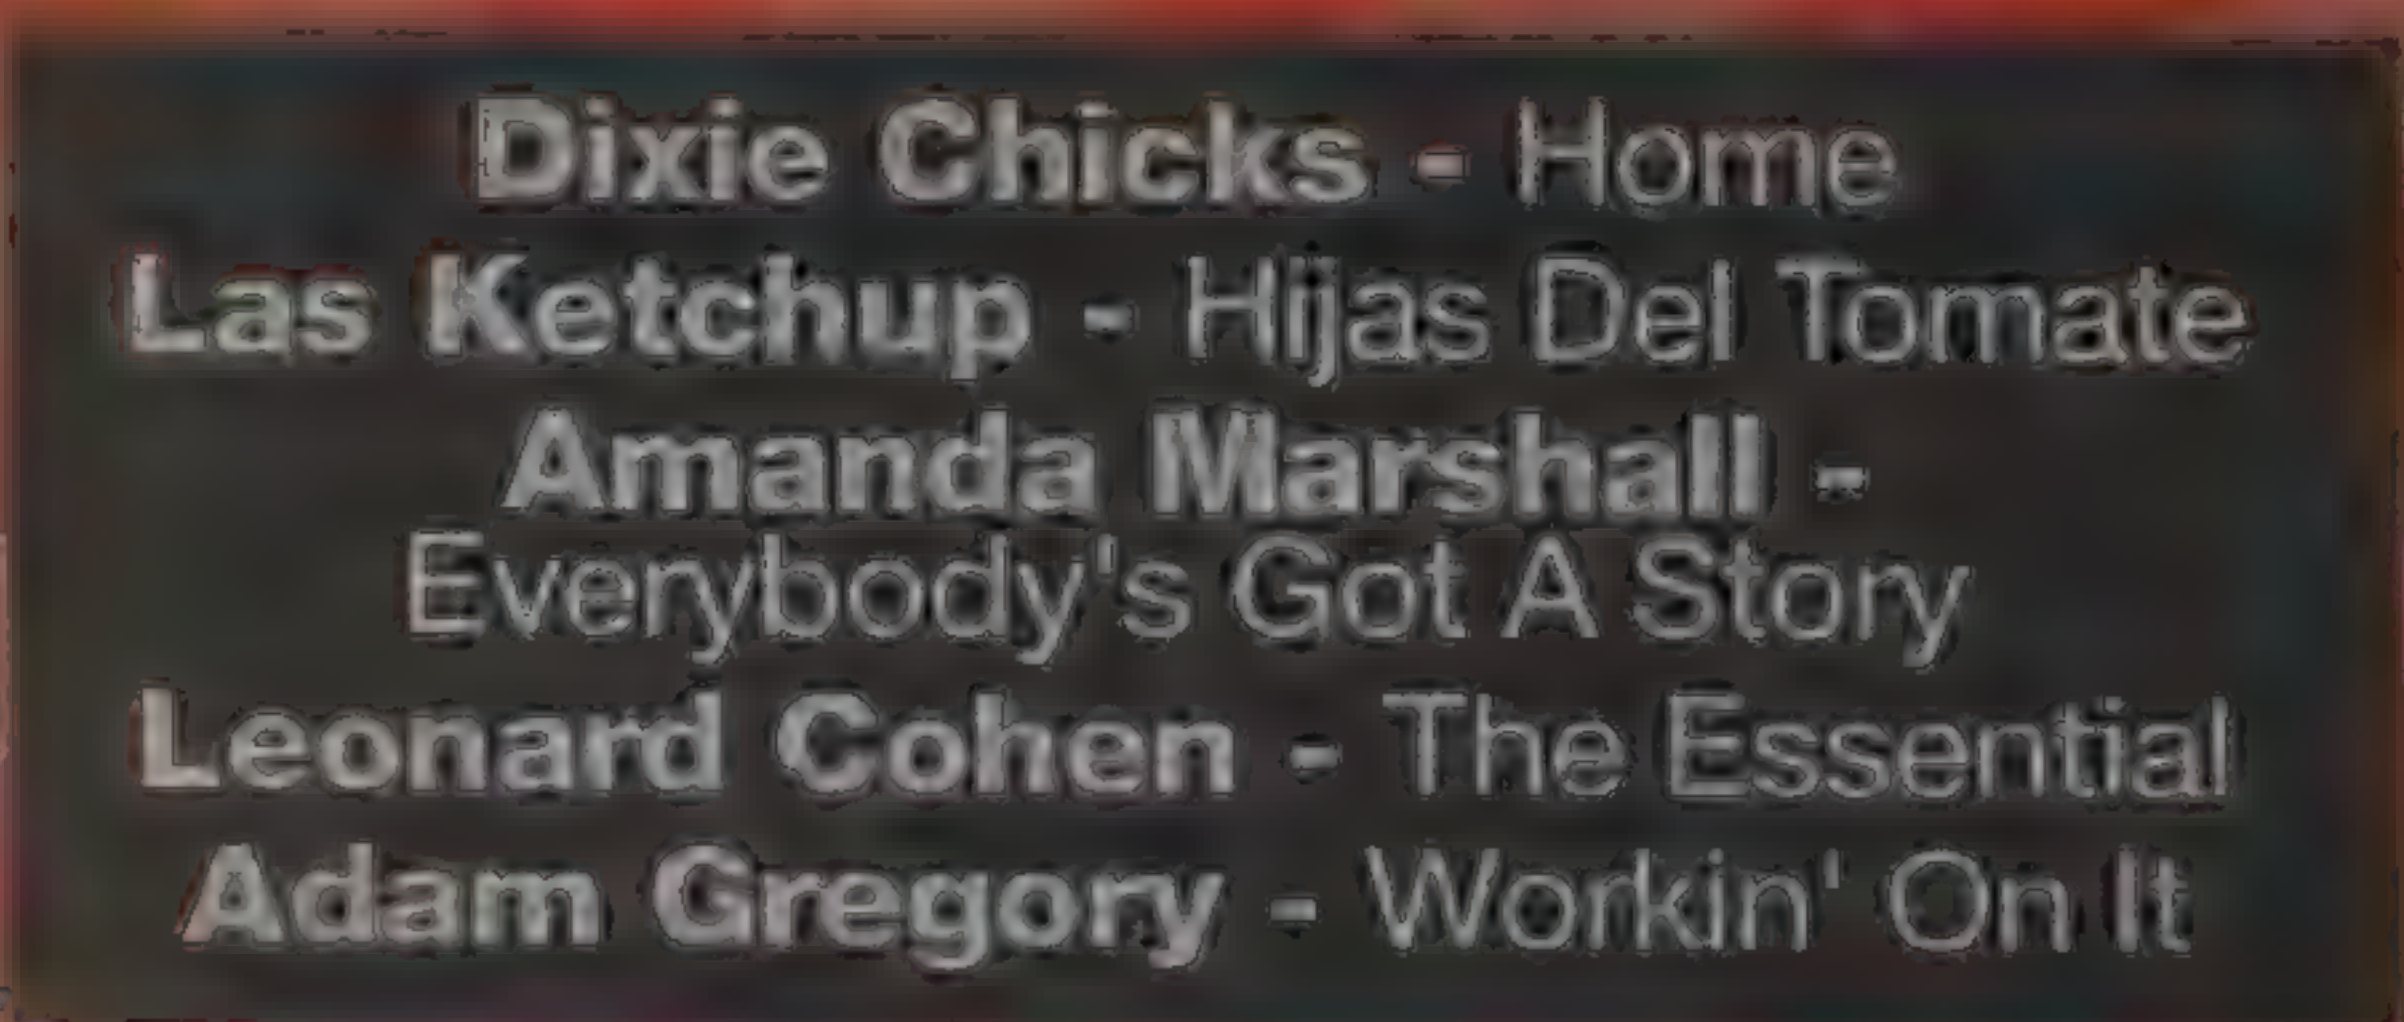 Dixie Chicks - Home
Las Ketchup - Hijas Del Tomate
Amanda Marshall -
Everybody's Got A Story
Leonard Cohen - The Essential
Adam Gregory - Workin' On It